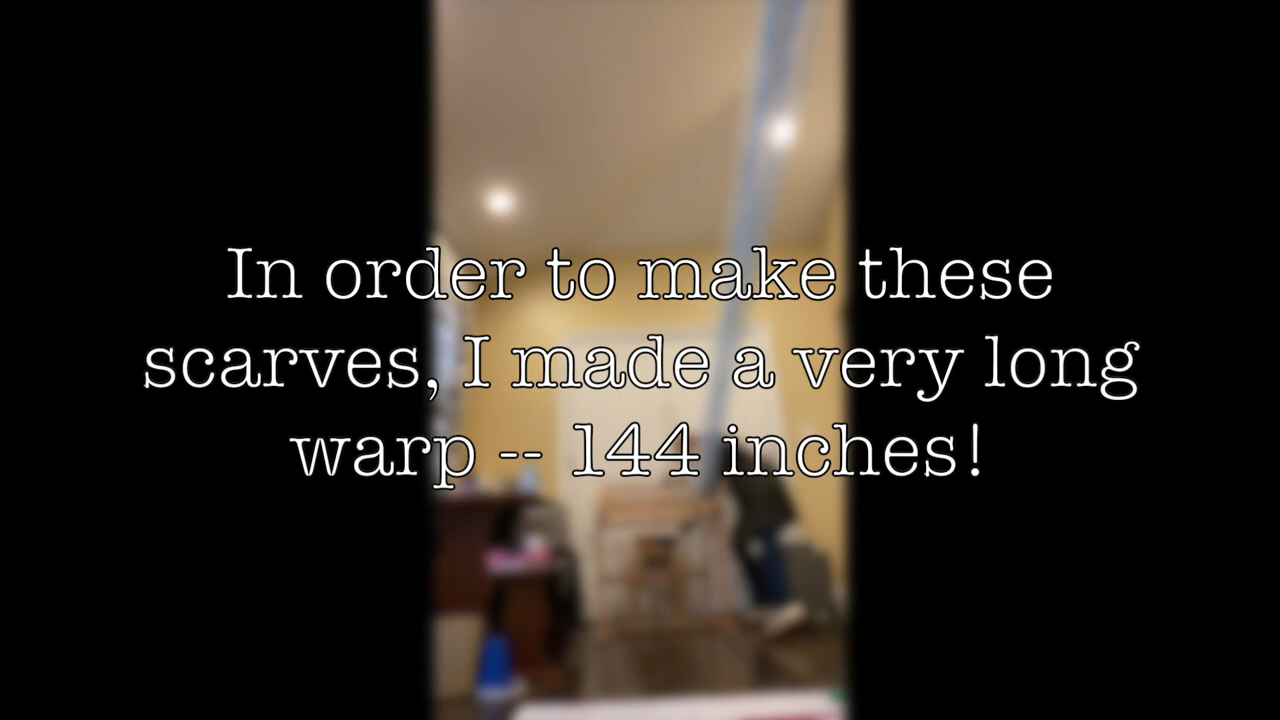 In order to make these
scarves, I made a very long
warp -- 144 inches!